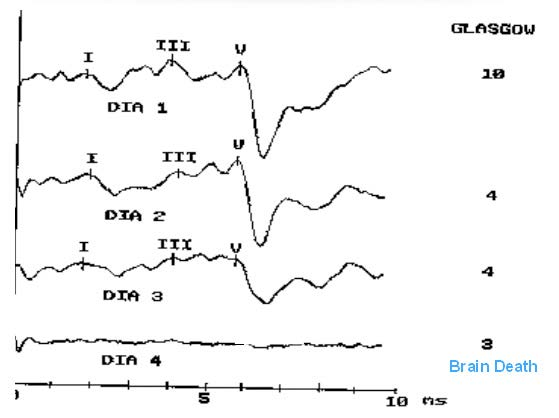 GLASGOW
I III V
10
DIA 1
I III V
4
DIA 2
I III V
4
DIA 3
3
Brain Death
DIA 4
5 10 ms